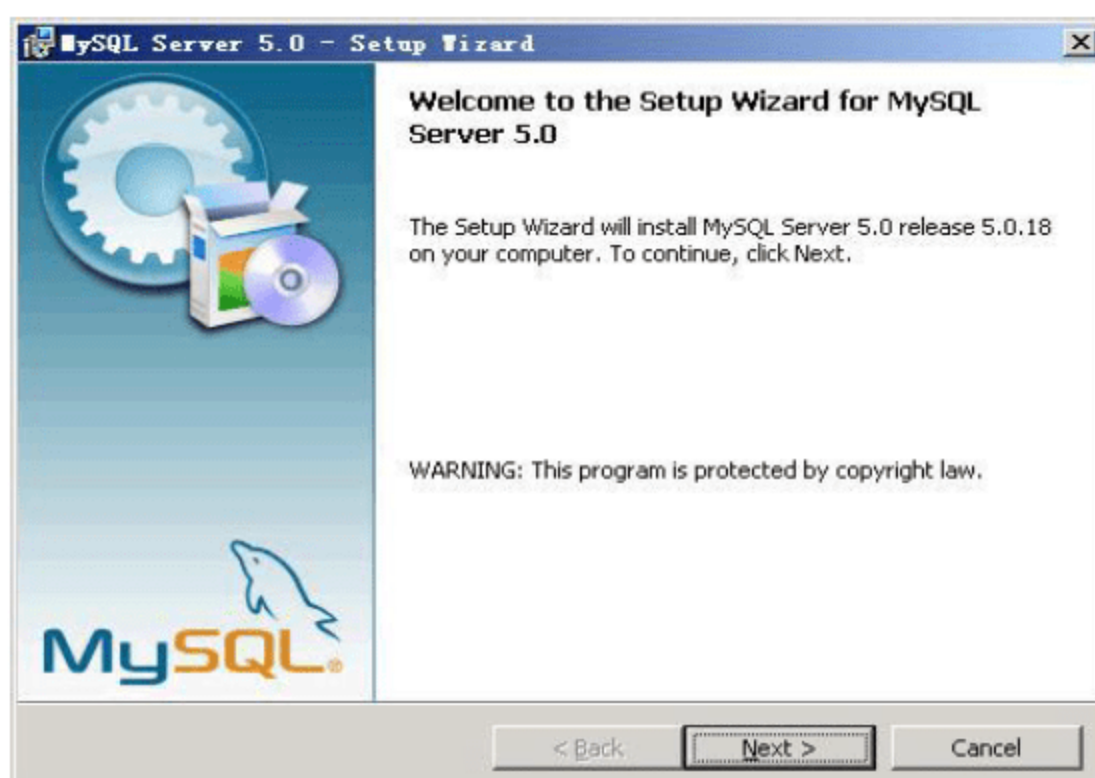 MySQL Server 5.0 - Setup Wizard
Welcome to the Setup Wizard for MySQL
Server 5.0
The Setup Wizard will install MySQL Server 5.0 release 5.0.18
on your computer. To continue, click Next.
WARNING: This program is protected by copyright law.
MySQL®
< Back
Next >
Cancel